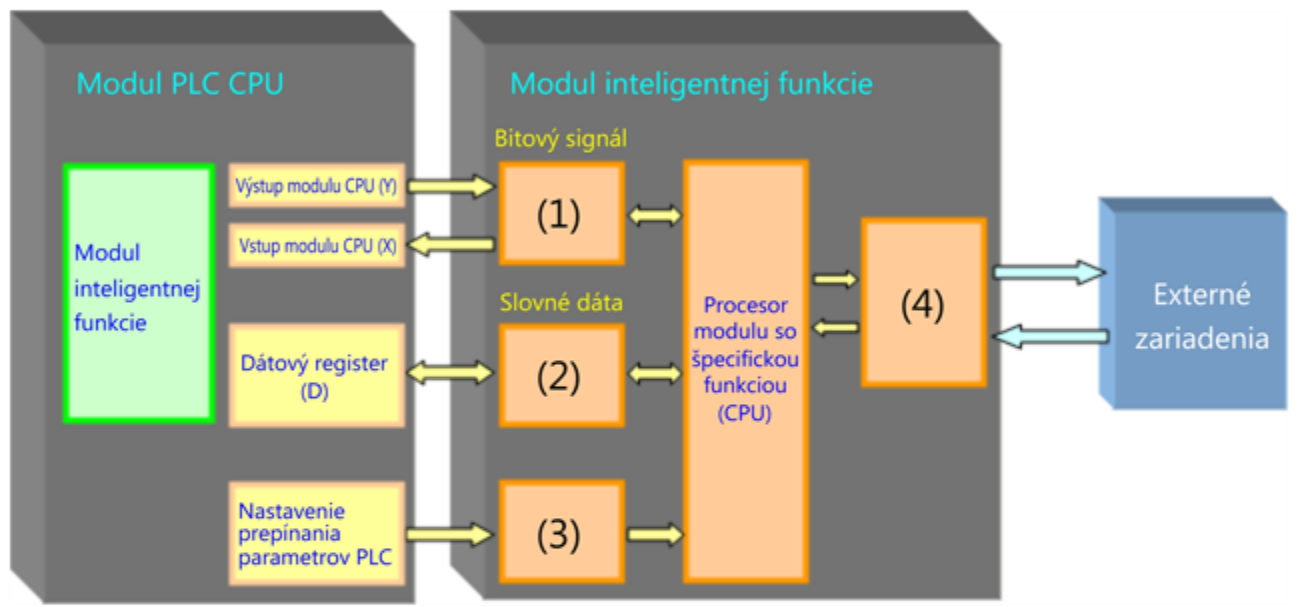 Modul PLC CPU
Modul inteligentnej funkcie
Bitový signál
Výstup modulu CPU (Y)
Vstup modulu CPU (X)
(1)
Modul
inteligentnej
funkcie
Slovné dáta
Dátový register
(D)
(2)
Procesor
modulu so
špecifickou
funkciou
(CPU)
(4)
Externé
zariadenia
Nastavenie
prepínania
parametrov PLC
(3)